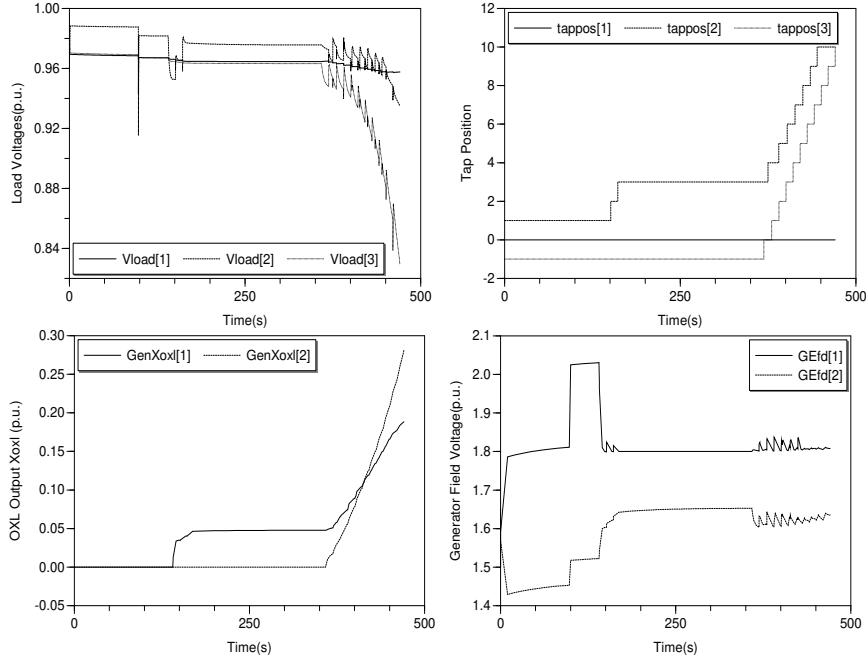 1.00
0.96
0.92
0.88
0.84
Load Voltages(p.u.)
Vload[1] Vload[2] Vload[3]
0 250 500
Time(s)
12
10
8
6
4
2
0
-2
Tap Position
tappos[1] tappos[2] tappos[3]
0 250 500
Time(s)
0.30
0.25
0.20
0.15
0.10
0.05
0.00
-0.05
OXL Output Xoxl (p.u.)
GenXoxl[1] GenXoxl[2]
0 250 500
Time(s)
2.1
2.0
1.9
1.8
1.7
1.6
1.5
1.4
Generator Field Voltage(p.u.)
GEfd[1]
GEfd[2]
0 250 500
Time(s)